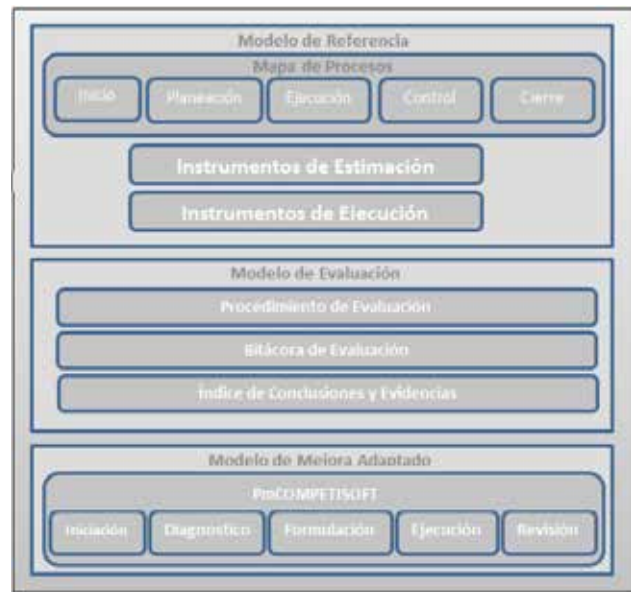 Modelo de Referencia
Mapa de Procesos
Inicio Planeación Ejecución Control Cierre
Instrumentos de Estimación
Instrumentos de Ejecución
Modelo de Evaluación
Procedimiento de Evaluación
Bitácora de Evaluación
Índice de Conclusiones y Evidencias
Modelo de Mejora Adaptado
PmCOMPETISOFT
Iniciación Diagnostico Formulación Ejecución Revisión